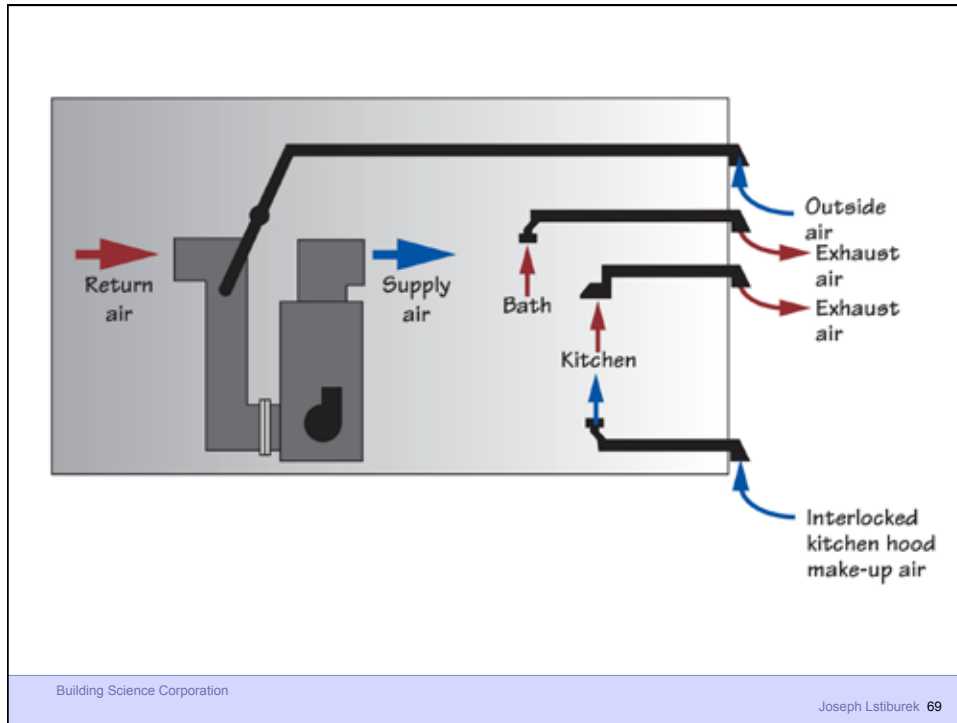 Outside
air
Exhaust
air
Return
air
Supply
air
Bath
Exhaust
air
Kitchen
Interlocked
kitchen hood
make-up air
Building Science Corporation
Joseph Lstiburek 69